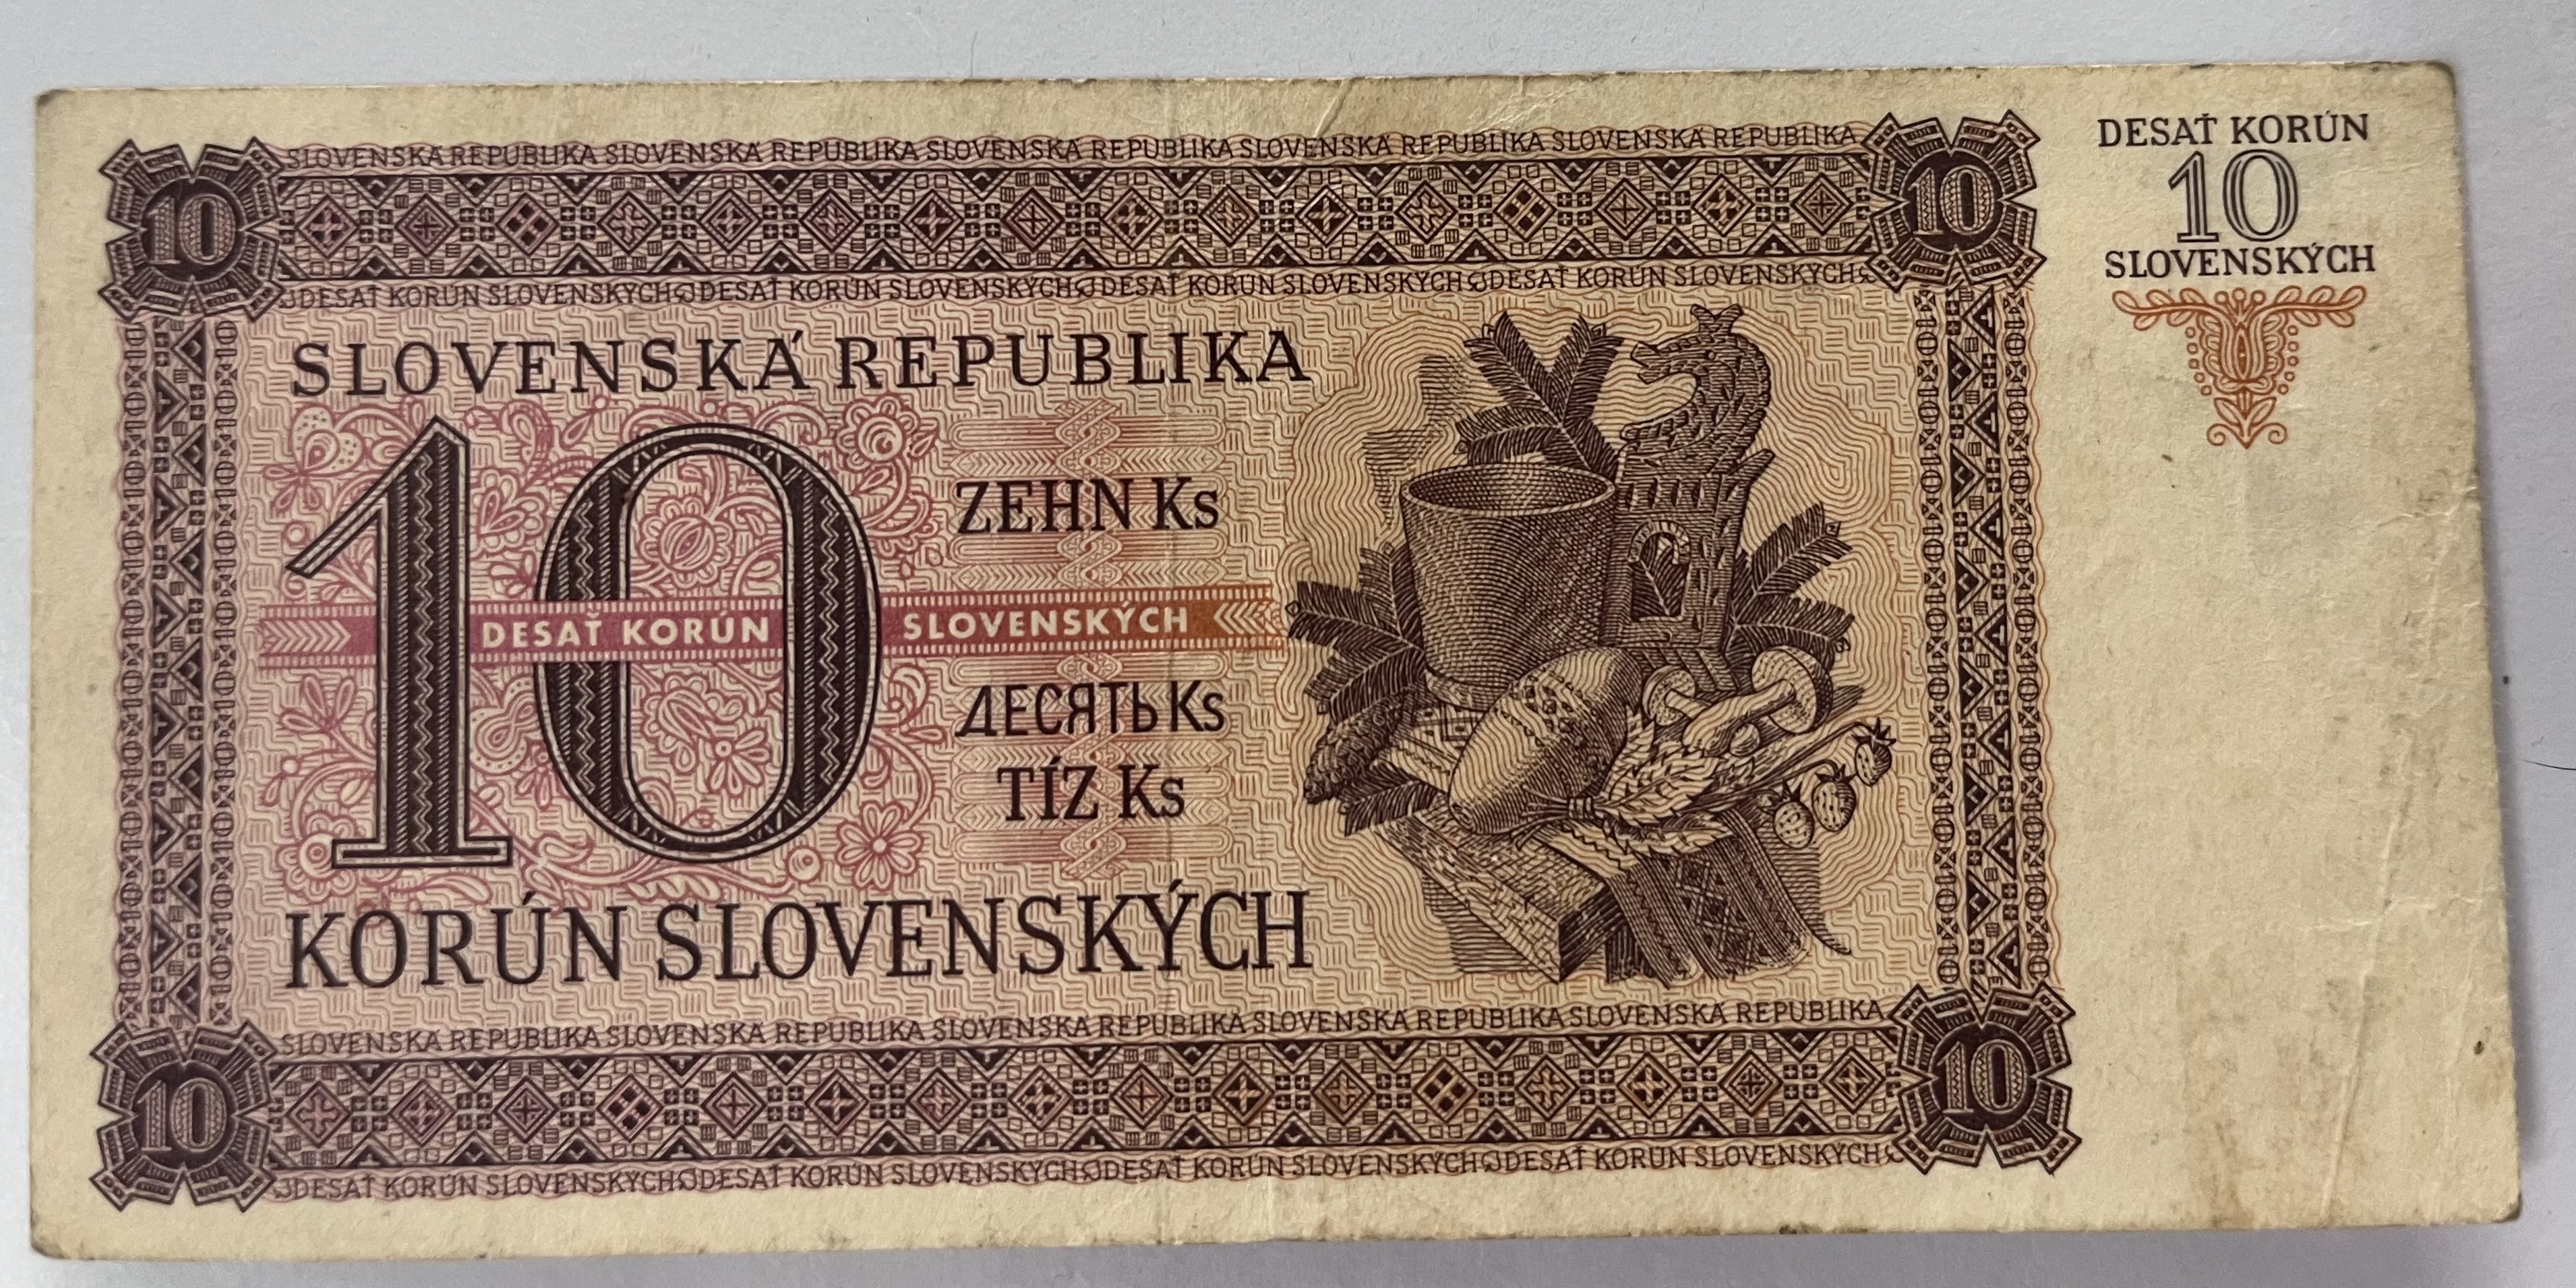 SLOVENSKÁ REPUBLIKA SLOVENSKÁ REPUBLIKA SLOVENSKÁ REPUBLIKA SLOVENSKÁ REPUBLIKA SLOVENSKÁ REPUBLIKA
10
10
DESAŤ KORÚN
10
SLOVENSKÝCH
DESAŤ KORÚN SLOVENSKÝCH DESAŤ KORÚN SLOVENSKÝCH DESAŤ KORÚN SLOVENSKÝCH DESAŤ KORÚN SLOVENSKÝCH
SLOVENSKÁ REPUBLIKA
10
ZEHN Ks
DESAŤ KORÚN SLOVENSKÝCH
ДЕСЯТЬ Ks
TÍZ Ks
KORÚN SLOVENSKÝCH
SLOVENSKÁ REPUBLIKA SLOVENSKÁ REPUBLIKA SLOVENSKÁ REPUBLIKA SLOVENSKÁ REPUBLIKA SLOVENSKÁ REPUBLIKA
10
10
DESAŤ KORÚN SLOVENSKÝCH DESAŤ KORÚN SLOVENSKÝCH DESAŤ KORÚN SLOVENSKÝCH DESAŤ KORÚN SLOVENSKÝCH